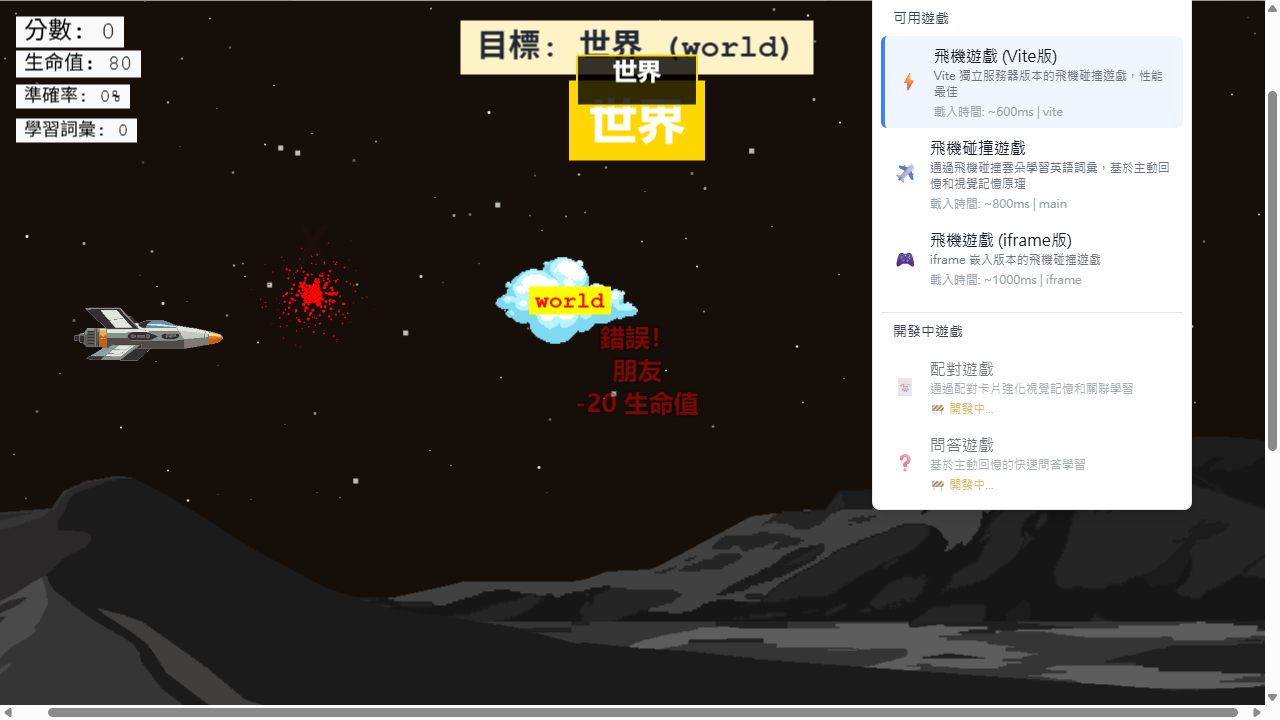 分數: 0
生命值: 80
準確率: 0%
學習詞彙: 0
目標: 世界 (world)
世界
世界
world
錯誤!
朋友
-20 生命值
可用遊戲
飛機遊戲 (Vite版)
Vite 獨立服務器版本的飛機碰撞遊戲，性能
最佳
載入時間: ~600ms | vite
飛機碰撞遊戲
通過飛機碰撞雲朵學習英語詞彙，基於主動回
憶和視覺記憶原理
載入時間: ~800ms | main
飛機遊戲 (iframe版)
iframe 嵌入版本的飛機碰撞遊戲
載入時間: ~1000ms | iframe
開發中遊戲
配對遊戲
通過配對卡片強化視覺記憶和關聯學習
開發中...
問答遊戲
基於主動回憶的快速問答學習
開發中...